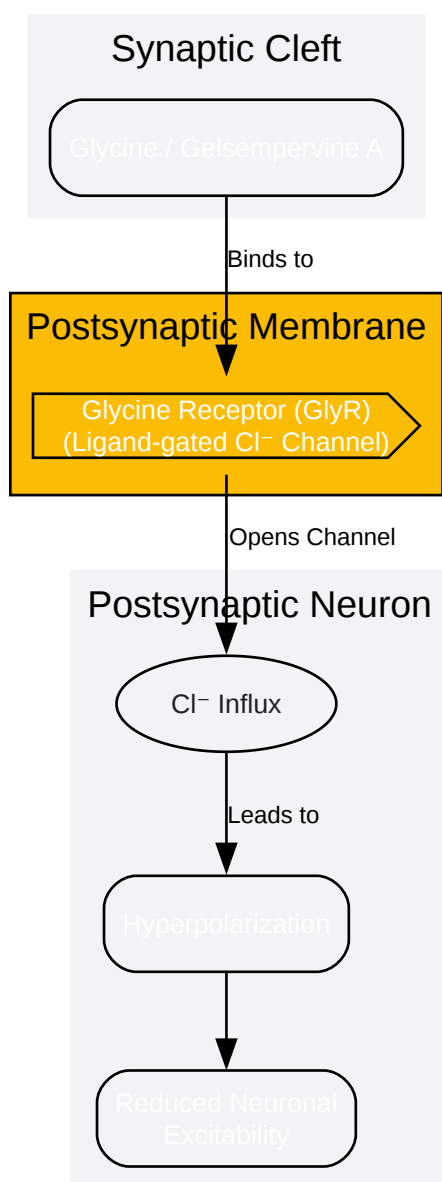 Synaptic Cleft
Glycine / Gelsempervine A
Binds to
Postsynaptic Membrane
Glycine Receptor (GlyR)
(Ligand-gated Cl⁻ Channel)
Opens Channel
Postsynaptic Neuron
Cl⁻ Influx
Leads to
Hyperpolarization
Reduced Neuronal
Excitability